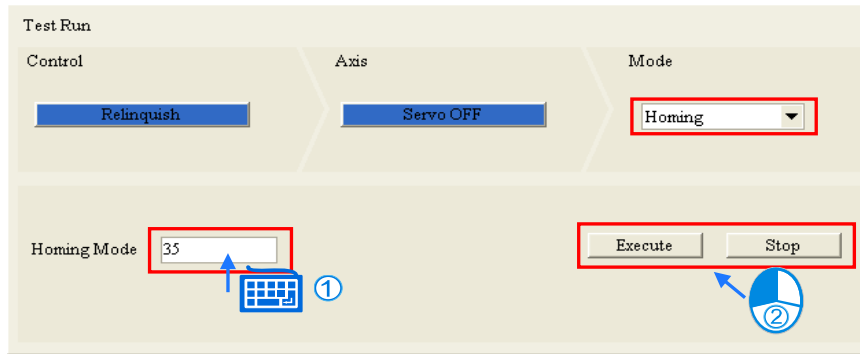 Test Run
Control Axis Mode
Relinquish Servo OFF Homing
Homing Mode 35 Execute Stop
①
②